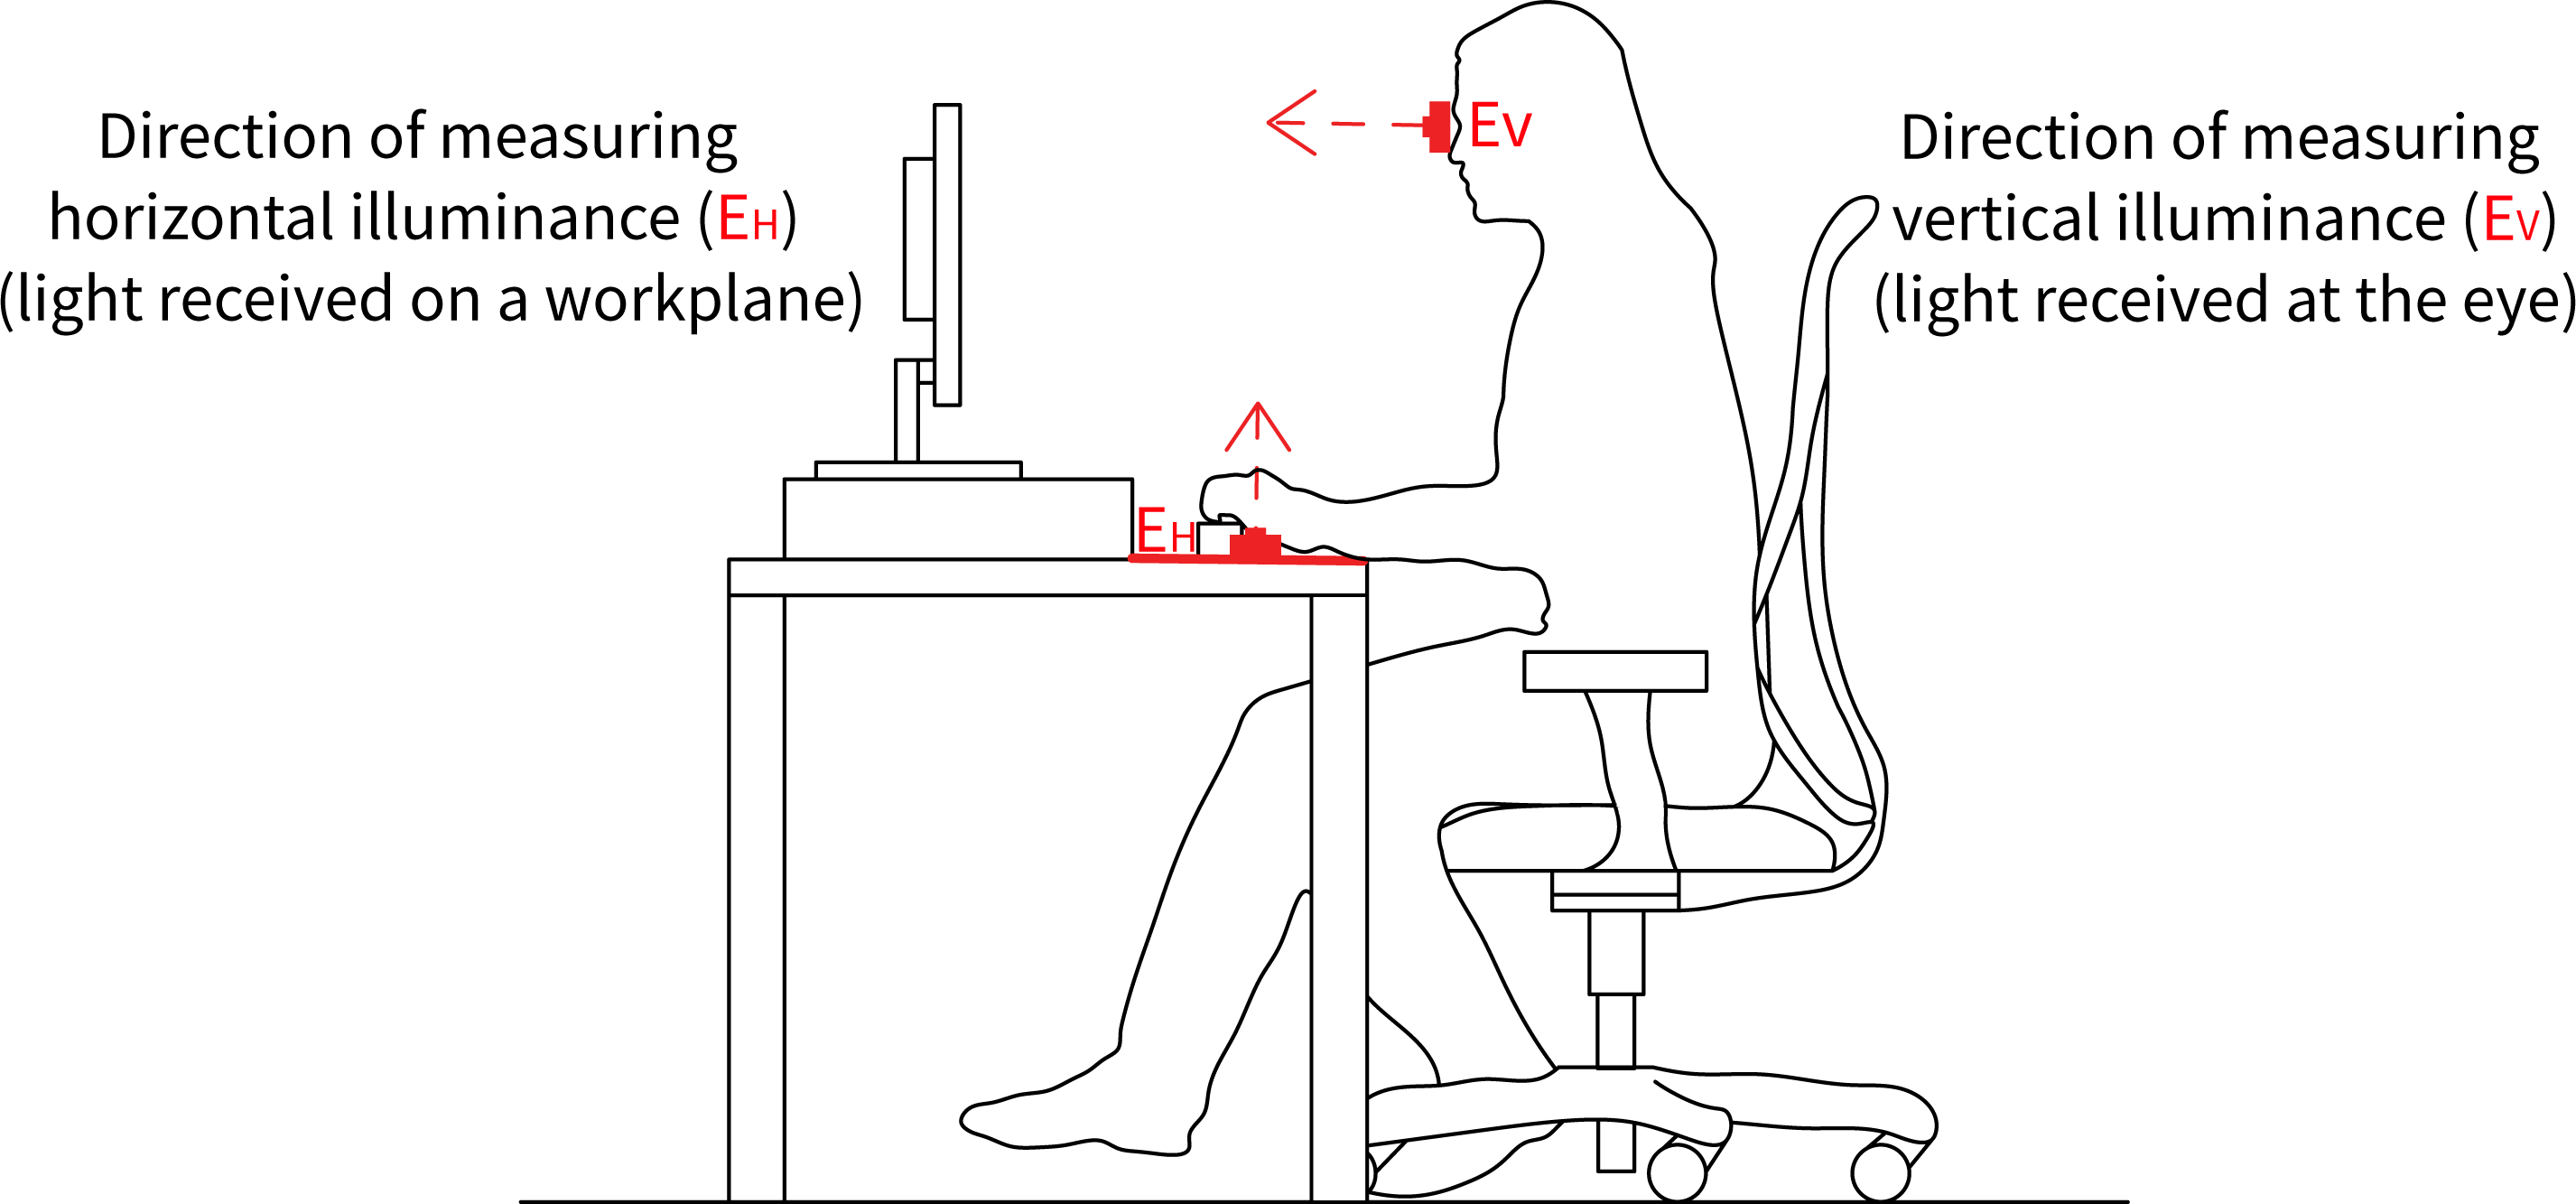 Direction of measuring
horizontal illuminance (EH)
(light received on a workplane)
EV
Direction of measuring
vertical illuminance (EV)
(light received at the eye)
EH